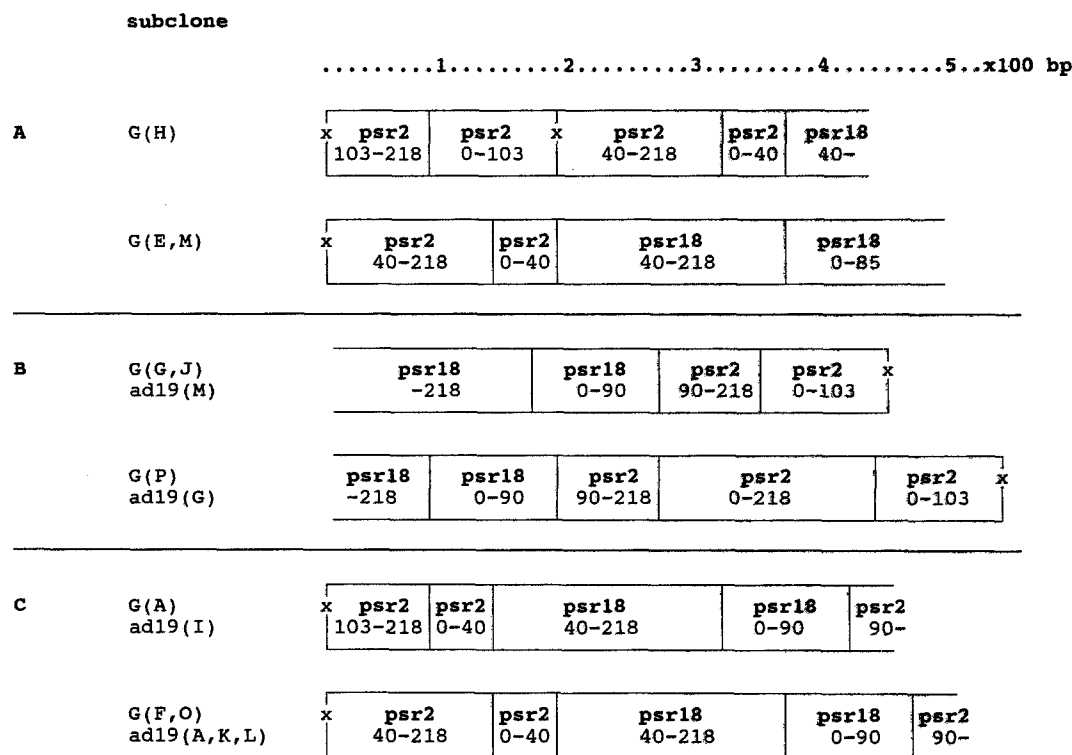 subclone
.........1.........2.........3.........4.........5..x100 bp
A G(H) x psr2 psr2 x psr2 psr2 psr18
103-218 0-103 40-218 0-40 40-
G(E,M) x psr2 psr2 psr18 psr18
40-218 0-40 40-218 0-85
B G(G,J) psr18 psr18 psr2 psr2 x
ad19(M) -218 0-90 90-218 0-103
G(P) psr18 psr18 psr2 psr2 psr2 x
ad19(G) -218 0-90 90-218 0-218 0-103
C G(A) x psr2 psr2 psr18 psr18 psr2
ad19(I) 103-218 0-40 40-218 0-90 90-
G(F,O) x psr2 psr2 psr18 psr18 psr2
ad19(A,K,L) 40-218 0-40 40-218 0-90 90-